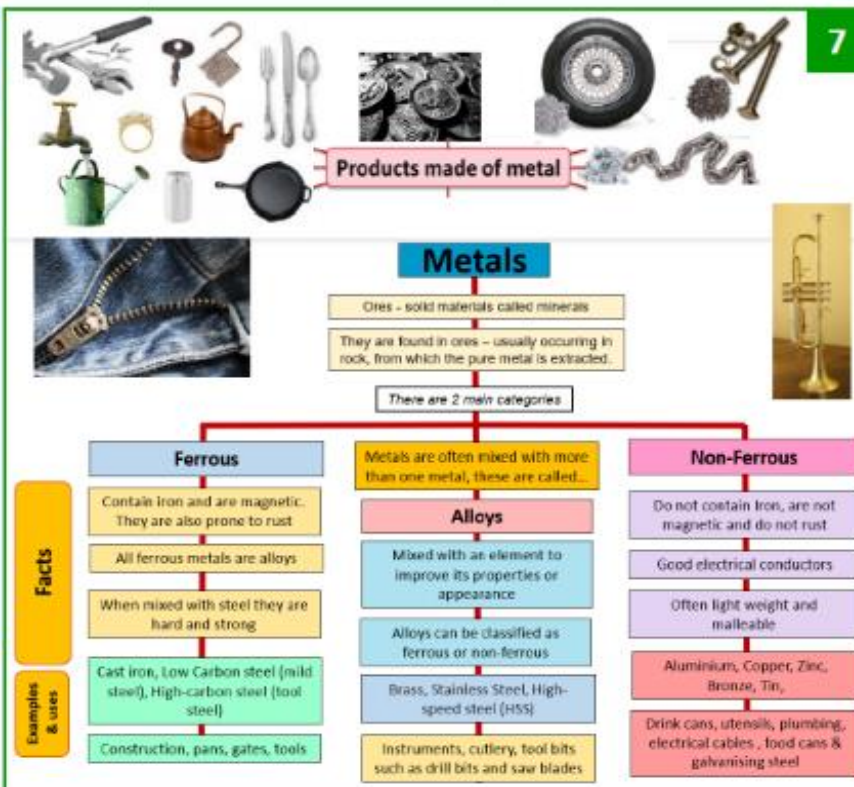 7
Products made of metal
Metals
Ores - solid materials called minerals
They are found in ores – usually occurring in
rock, from which the pure metal is extracted.
There are 2 main categories
Ferrous
Metals are often mixed with more
than one metal, these are called...
Non-Ferrous
Facts
Contain iron and are magnetic.
They are also prone to rust
All ferrous metals are alloys
When mixed with steel they are
hard and strong
Alloys
Mixed with an element to
improve its properties or
appearance
Alloys can be classified as
ferrous or non-ferrous
Do not contain Iron, are not
magnetic and do not rust
Good electrical conductors
Often light weight and
malleable
Examples
& uses
Cast iron, Low Carbon steel (mild
steel), High-carbon steel (tool
steel)
Construction, pans, gates, tools
Brass, Stainless Steel, High-
speed steel (HSS)
Instruments, cutlery, tool bits
such as drill bits and saw blades
Aluminium, Copper, Zinc,
Bronze, Tin,
Drink cans, utensils, plumbing,
electrical cables , food cans &
galvanising steel